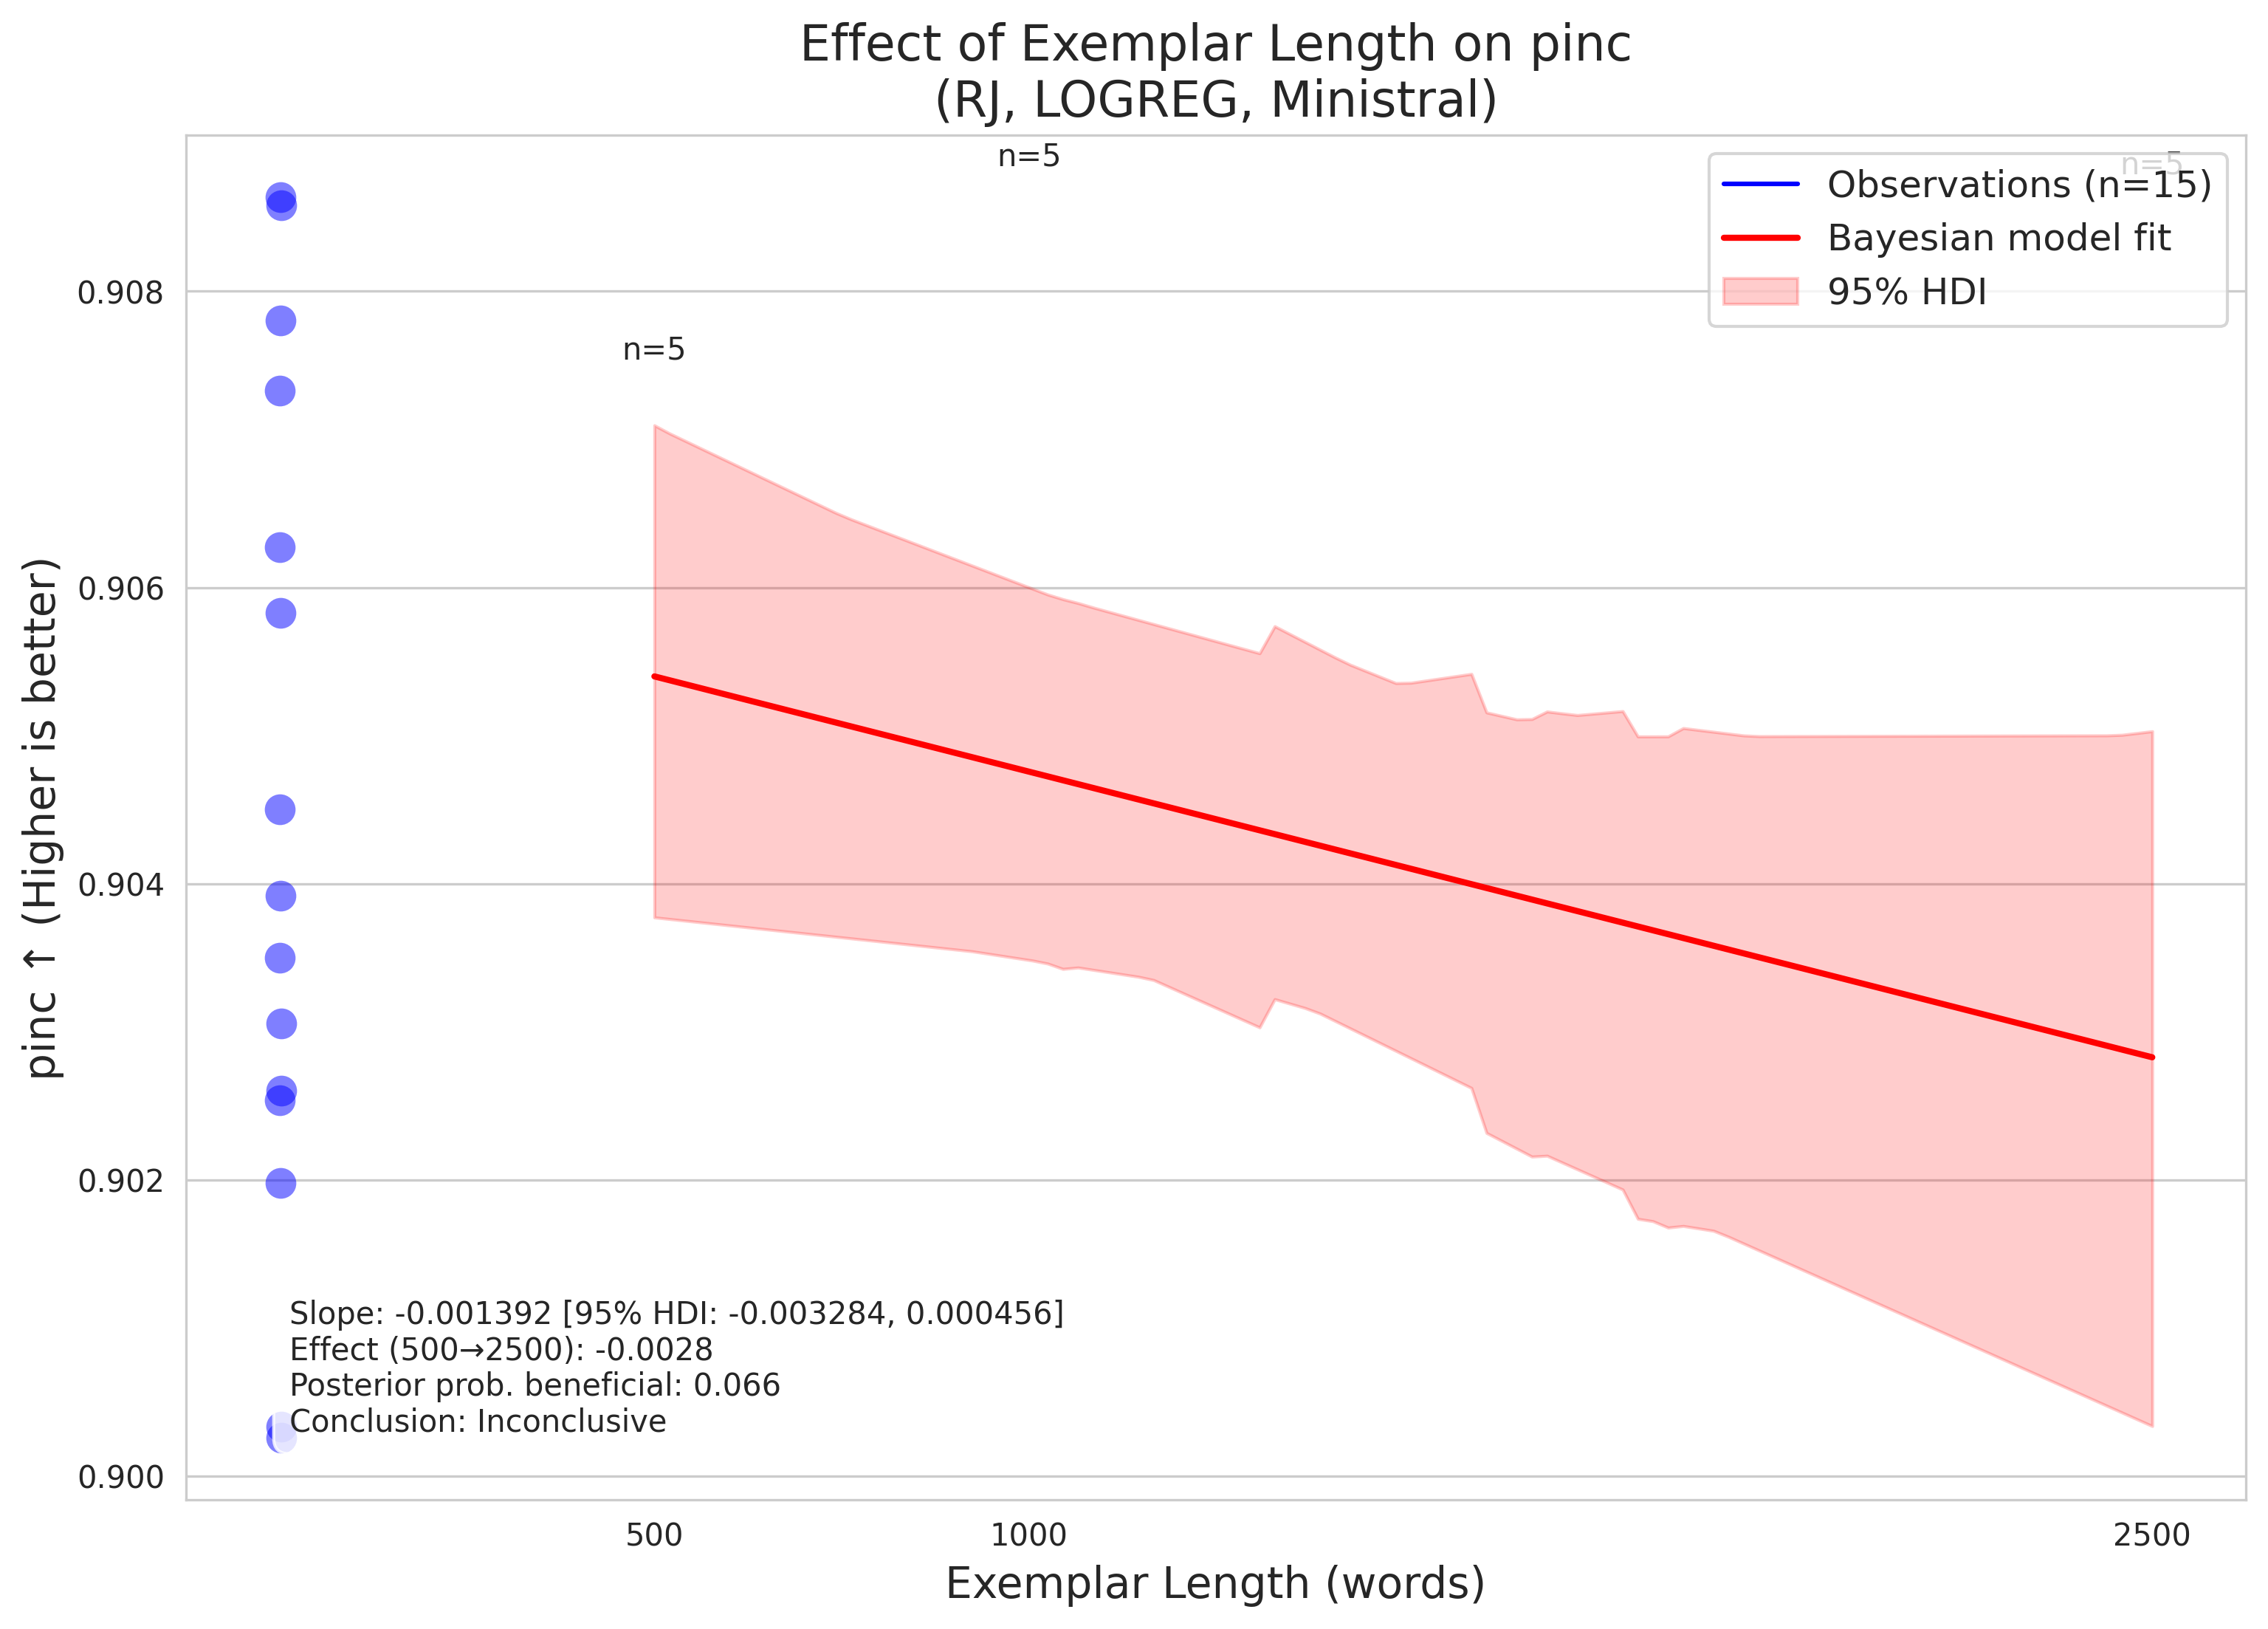 Effect of Exemplar Length on pinc
(RJ, LOGREG, Ministral)
n=5
n=5
n=5
Observations (n=15)
Bayesian model fit
95% HDI
0.908
0.906
0.904
0.902
0.900
pinc ↑ (Higher is better)
Slope: -0.001392 [95% HDI: -0.003284, 0.000456]
Effect (500→2500): -0.0028
Posterior prob. beneficial: 0.066
Conclusion: Inconclusive
500
1000
2500
Exemplar Length (words)